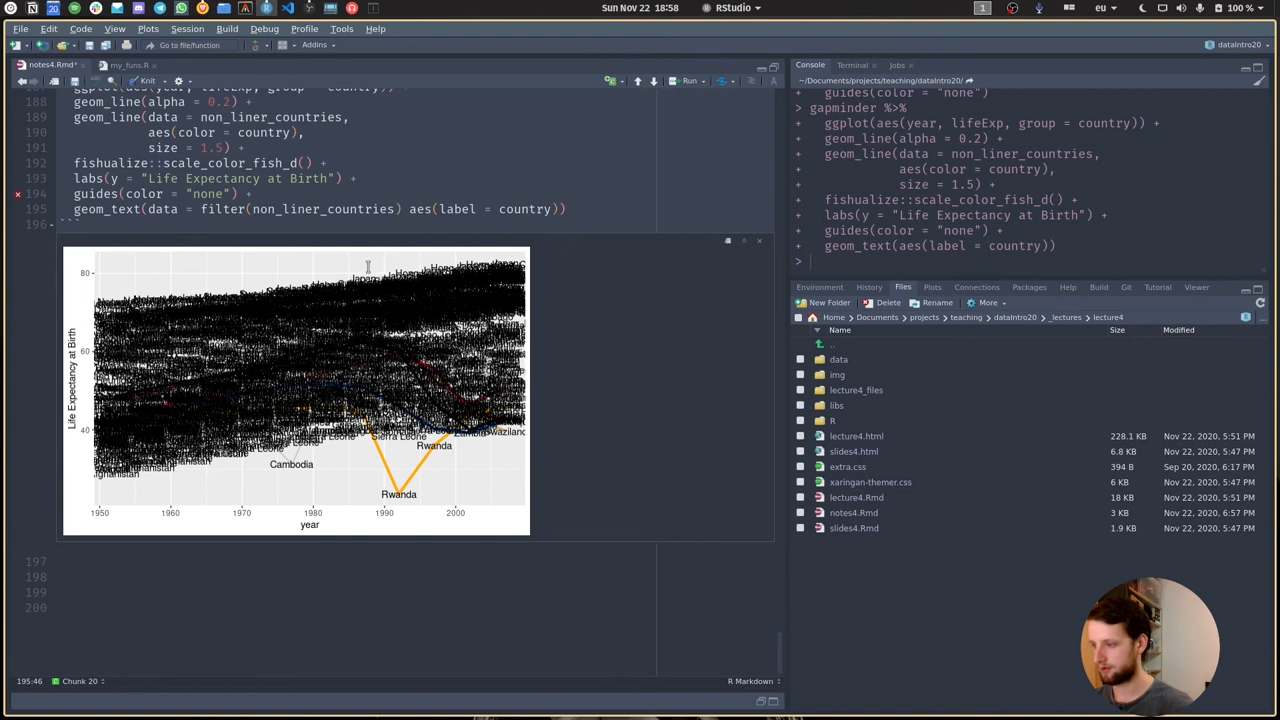 Sun Nov 22 18:58
RStudio
1
eu
100 %
File Edit Code View Plots Session Build Debug Profile Tools Help
Go to file/function
Addins
dataIntro20
notes4.Rmd*
my_funs.R
Knit
Run
188 geom_line(alpha = 0.2) +
189 geom_line(data = non_liner_countries,
190 aes(color = country),
191 size = 1.5) +
192 fishualize::scale_color_fish_d() +
193 labs(y = "Life Expectancy at Birth") +
194 guides(color = "none") +
195 geom_text(data = filter(non_liner_countries) aes(label = country))
196 ```
80
60
40
Life Expectancy at Birth
Sierra Leone
Rwanda
Cambodia
Rwanda
1950 1960 1970 1980 1990 2000
year
197
198
199
200
195:46
Chunk 20
R Markdown
Console Terminal Jobs
~/Documents/projects/teaching/dataIntro20/
+ guides(color = "none")
> gapminder %>%
+ ggplot(aes(year, lifeExp, group = country)) +
+ geom_line(alpha = 0.2) +
+ geom_line(data = non_liner_countries,
+ aes(color = country),
+ size = 1.5) +
+ fishualize::scale_color_fish_d() +
+ labs(y = "Life Expectancy at Birth") +
+ guides(color = "none") +
+ geom_text(aes(label = country))
>
Environment History Files Plots Connections Packages Help Build Git Tutorial Viewer
New Folder Delete Rename More
Home Documents projects teaching dataIntro20 _lectures lecture4
Name Size Modified
..
data
img
lecture4_files
libs
R
lecture4.html 228.1 KB Nov 22, 2020, 5:51 PM
slides4.html 6.8 KB Nov 22, 2020, 5:47 PM
extra.css 394 B Sep 20, 2020, 6:17 PM
xaringan-themer.css 6 KB Nov 22, 2020, 5:47 PM
lecture4.Rmd 18 KB Nov 22, 2020, 5:51 PM
notes4.Rmd 3 KB Nov 22, 2020, 6:57 PM
slides4.Rmd 1.9 KB Nov 22, 2020, 5:47 PM